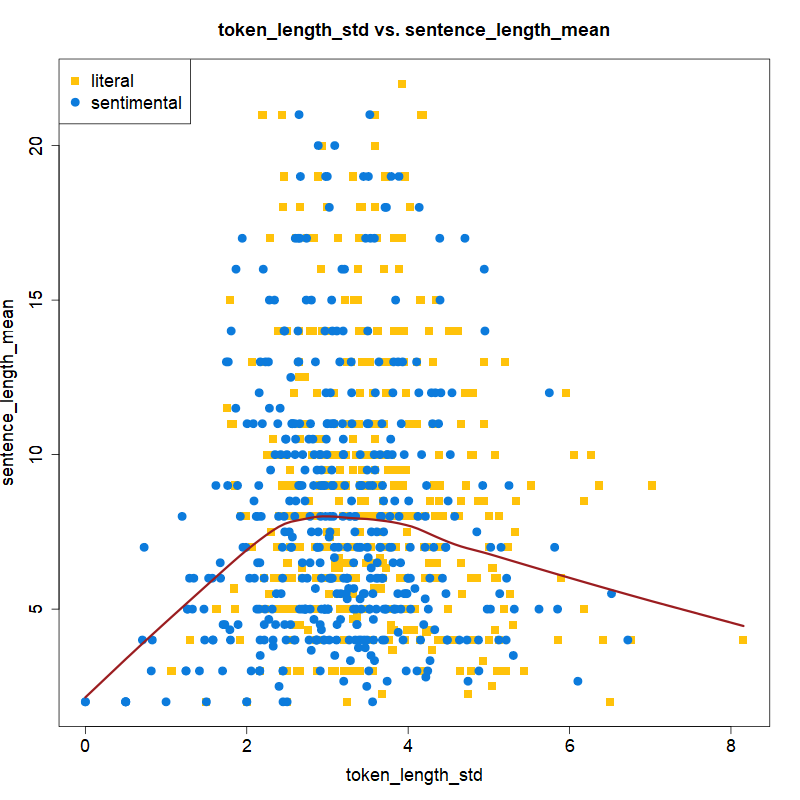 token_length_std vs. sentence_length_mean
literal
sentimental
sentence_length_mean
20
15
10
5
0 2 4 6 8
token_length_std